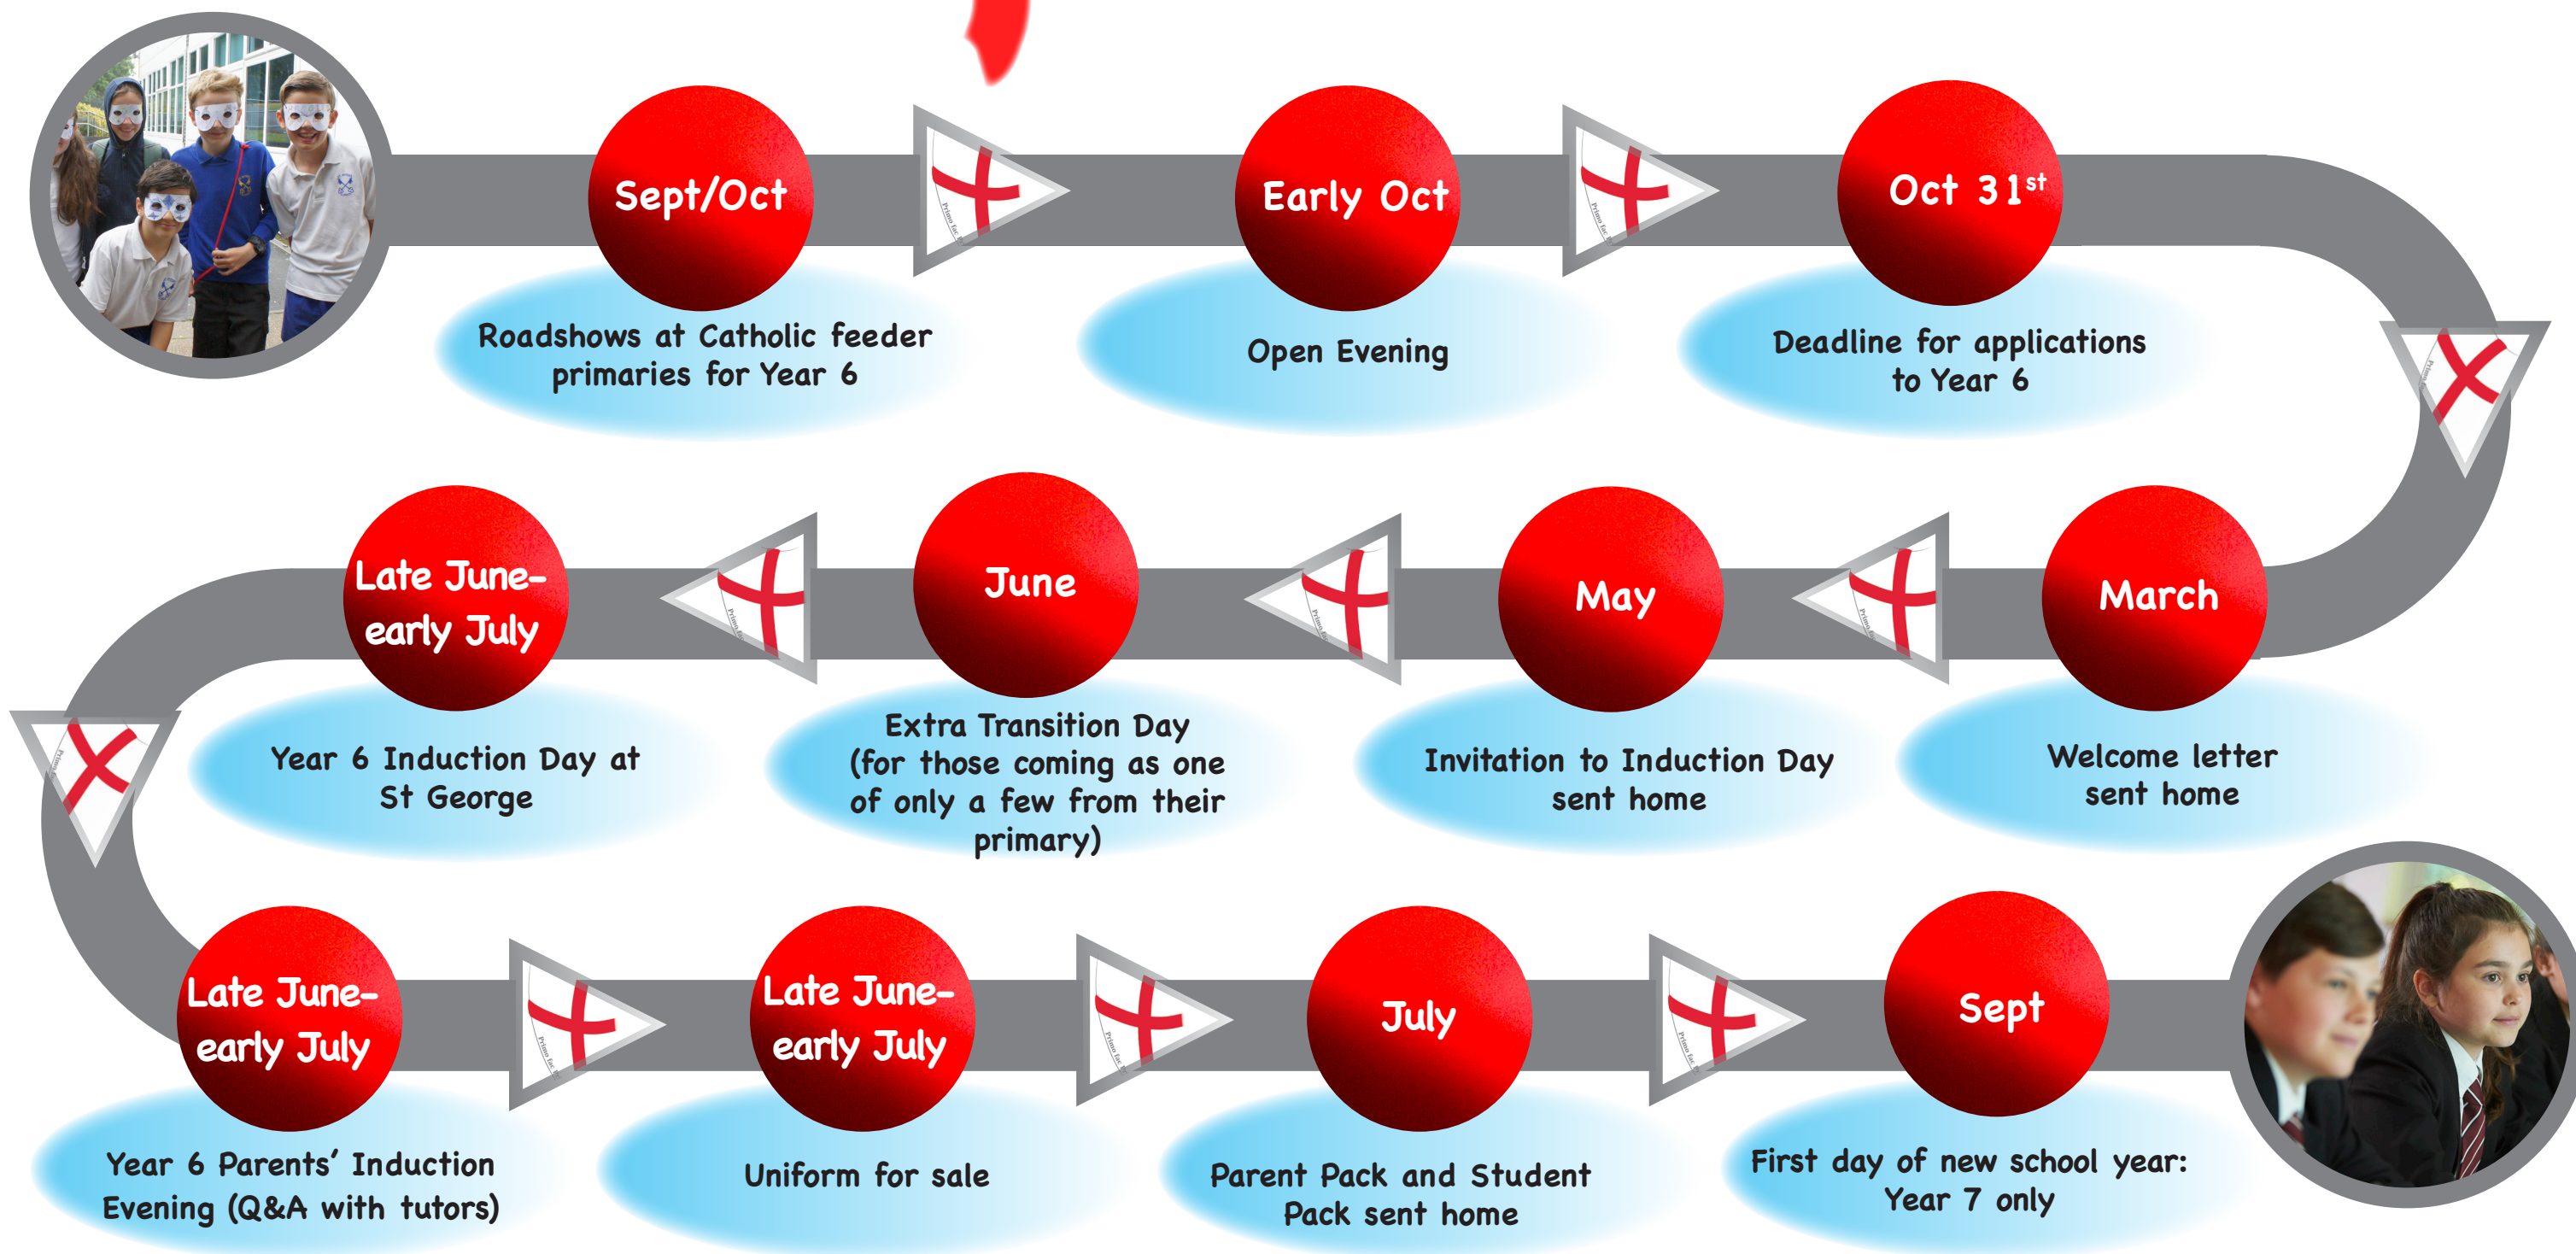 Sept/Oct
Roadshows at Catholic feeder
primaries for Year 6
Early Oct
Open Evening
Oct 31st
Deadline for applications
to Year 6
March
Welcome letter
sent home
May
Invitation to Induction Day
sent home
June
Extra Transition Day
(for those coming as one
of only a few from their
primary)
Late June-
early July
Year 6 Induction Day at
St George
Late June-
early July
Year 6 Parents’ Induction
Evening (Q&A with tutors)
Late June-
early July
Uniform for sale
July
Parent Pack and Student
Pack sent home
Sept
First day of new school year:
Year 7 only